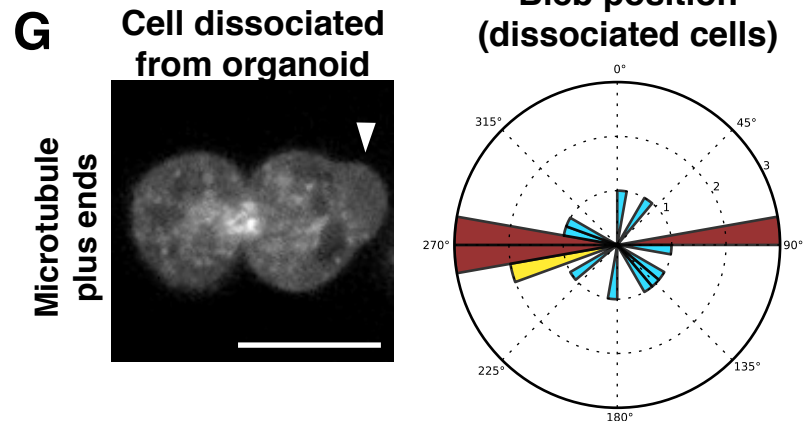 G
Cell dissociated
from organoid
Microtubule
plus ends
Bleb position
(dissociated cells)
0°
45°
90°
135°
180°
225°
270°
315°
1
2
3